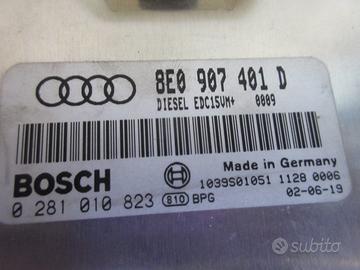 8E0 907 401 D
DIESEL EDC15VM+ 0009
Made in Germany
BOSCH
1039S01051 1128 0006
0 281 010 823 810 BPG 02-06-19
subito